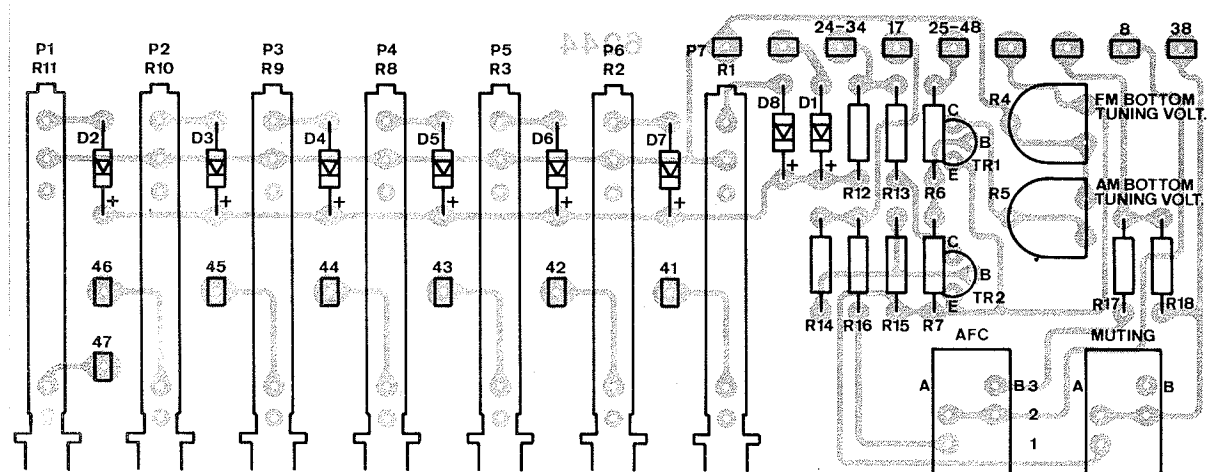 24-34 17 25-48 8 38
P1 P2 P3 P4 P5 P6 P7
6944
R11 R10 R9 R8 R3 R2 R1
D2 D3 D4 D5 D6 D7 D8 D1
R4 FM BOTTOM
TUNING VOLT.
C
B
TR1
E
+ + + + + + + +
R12 R13 R6
R5 AM BOTTOM
TUNING VOLT.
46 45 44 43 42 41
C
B
TR2
E
R14 R16 R15 R7
R17 R18
47
AFC MUTING
A B 3 A B
2
1